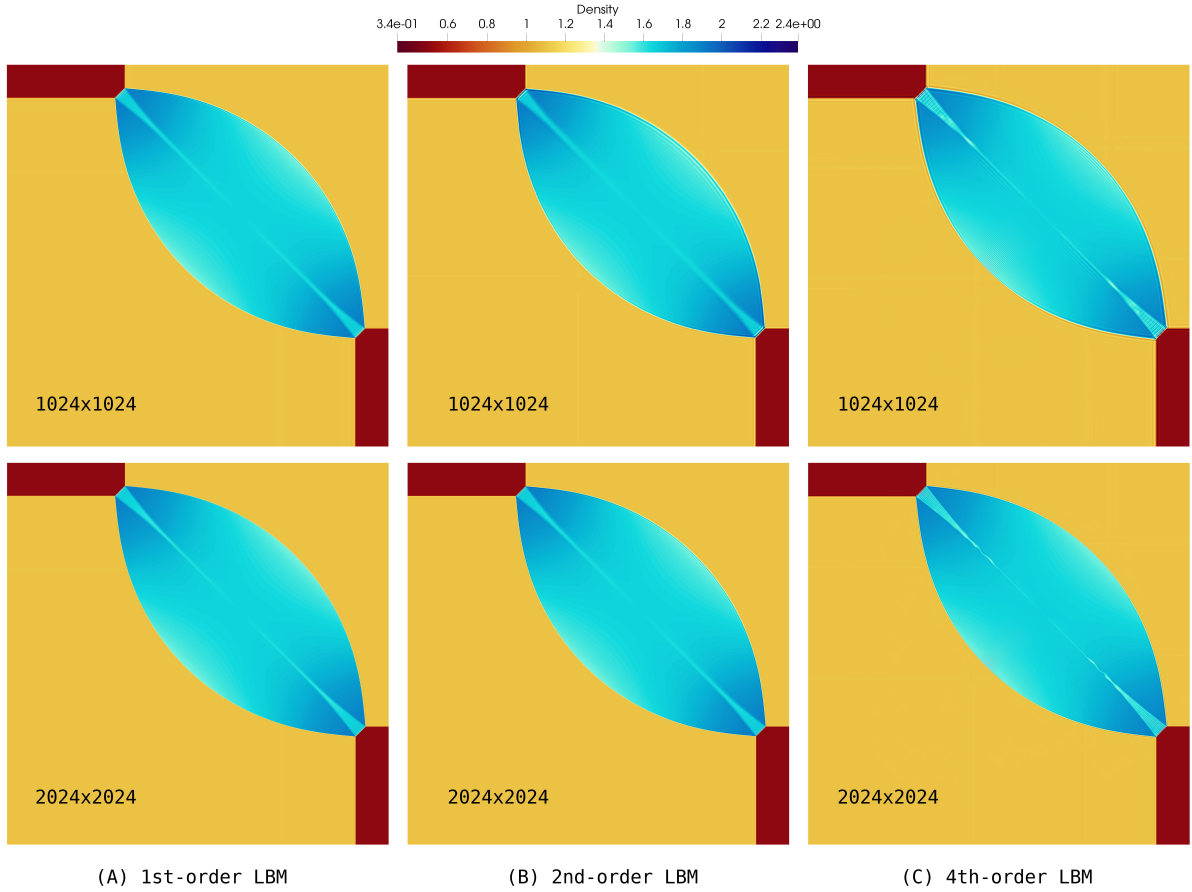 Density
3.4e-01 0.6 0.8 1 1.2 1.4 1.6 1.8 2 2.2 2.4e+00
1024x1024 1024x1024 1024x1024
2024x2024 2024x2024 2024x2024
(A) 1st-order LBM (B) 2nd-order LBM (C) 4th-order LBM